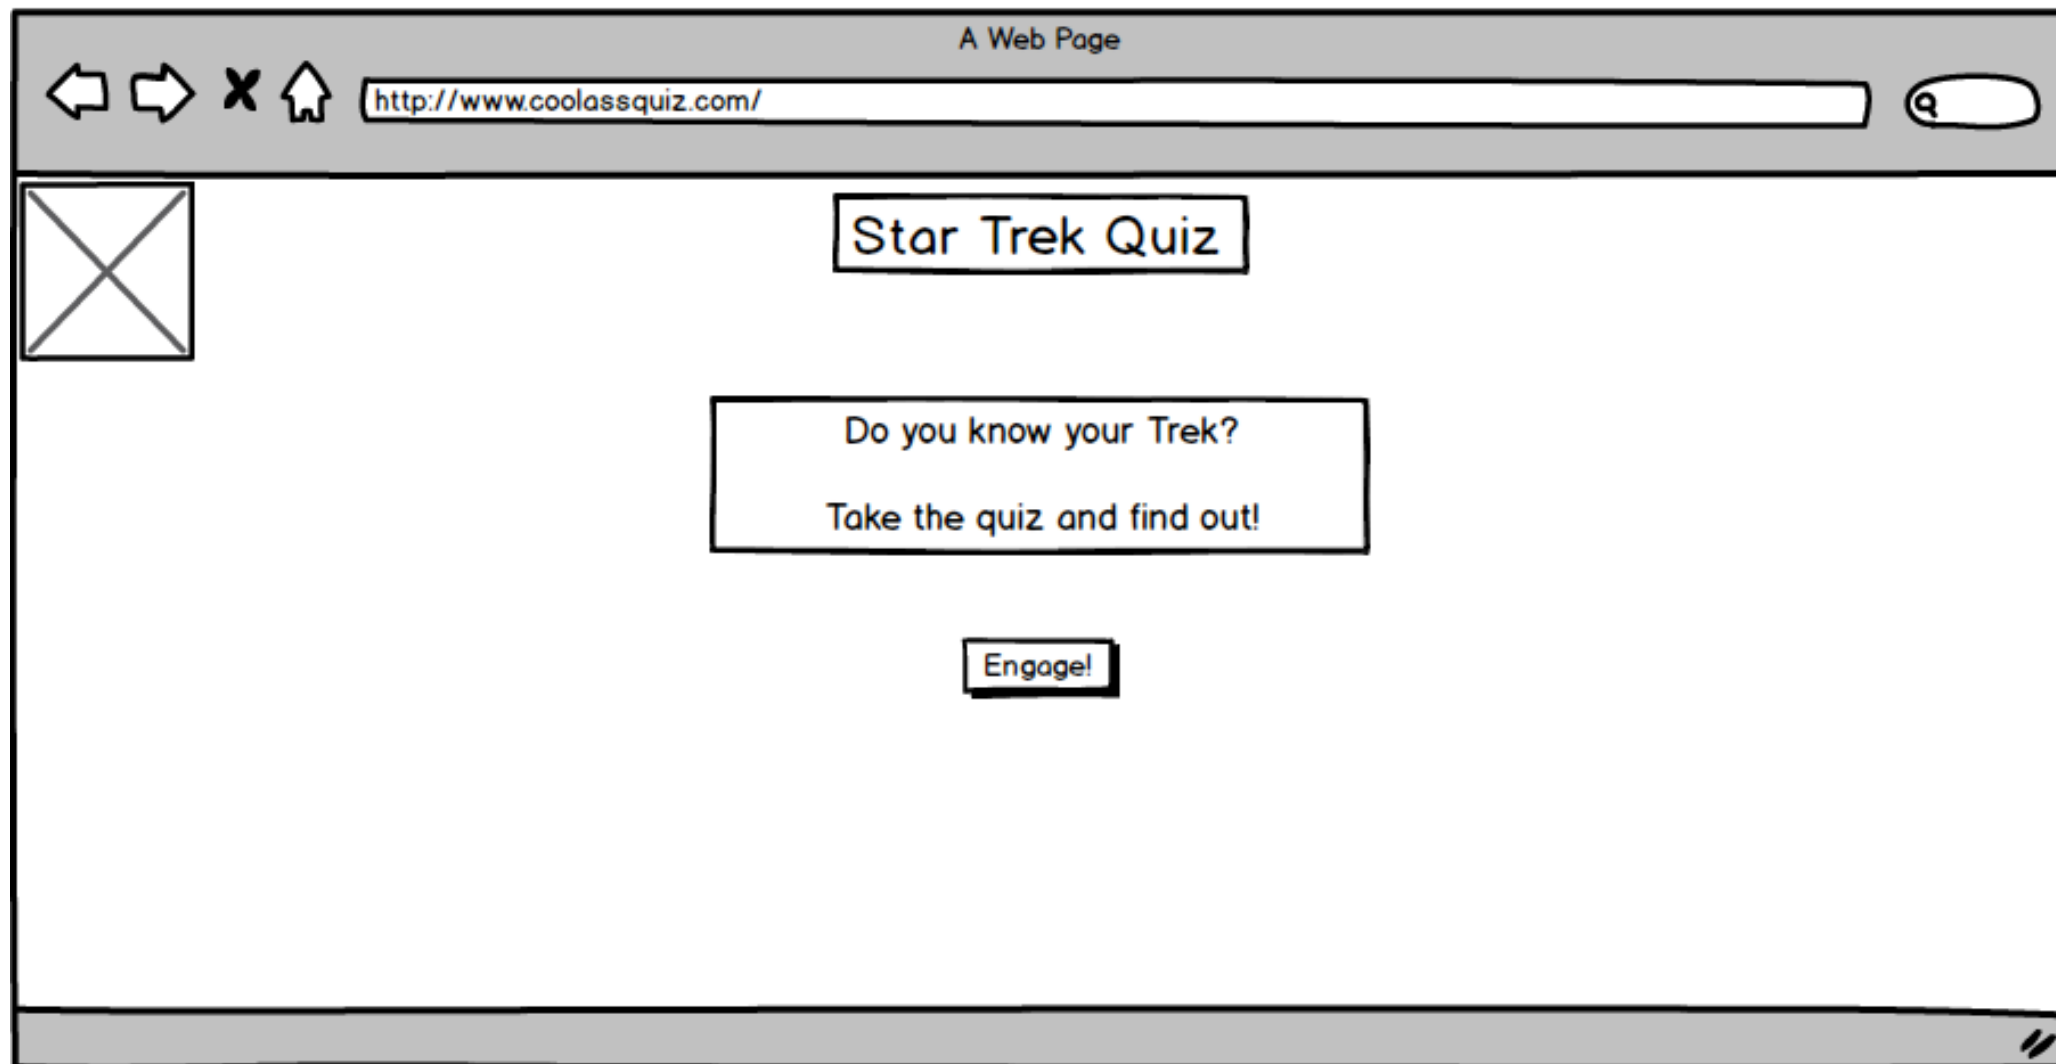 A Web Page
http://www.coolassquiz.com/
Star Trek Quiz
Do you know your Trek?
Take the quiz and find out!
Engage!